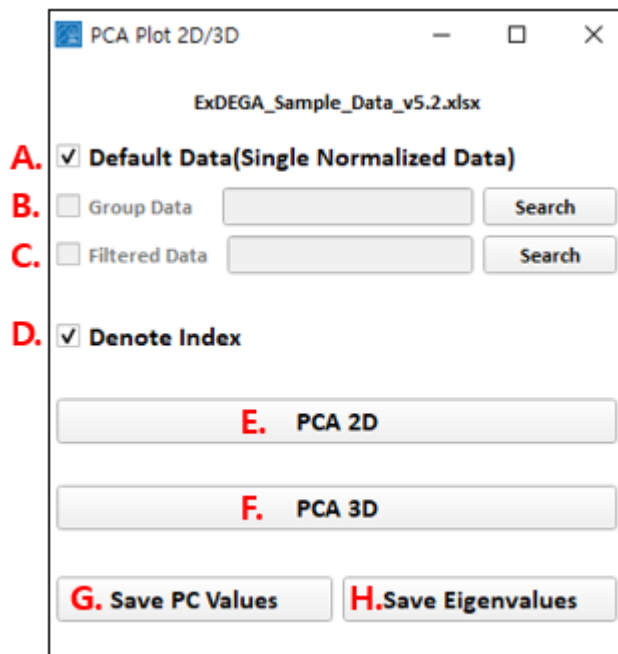 PCA Plot 2D/3D
ExDEGA_Sample_Data_v5.2.xlsx
A. Default Data(Single Normalized Data)
B. Group Data Search
C. Filtered Data Search
D. Denote Index
E. PCA 2D
F. PCA 3D
G. Save PC Values H.Save Eigenvalues